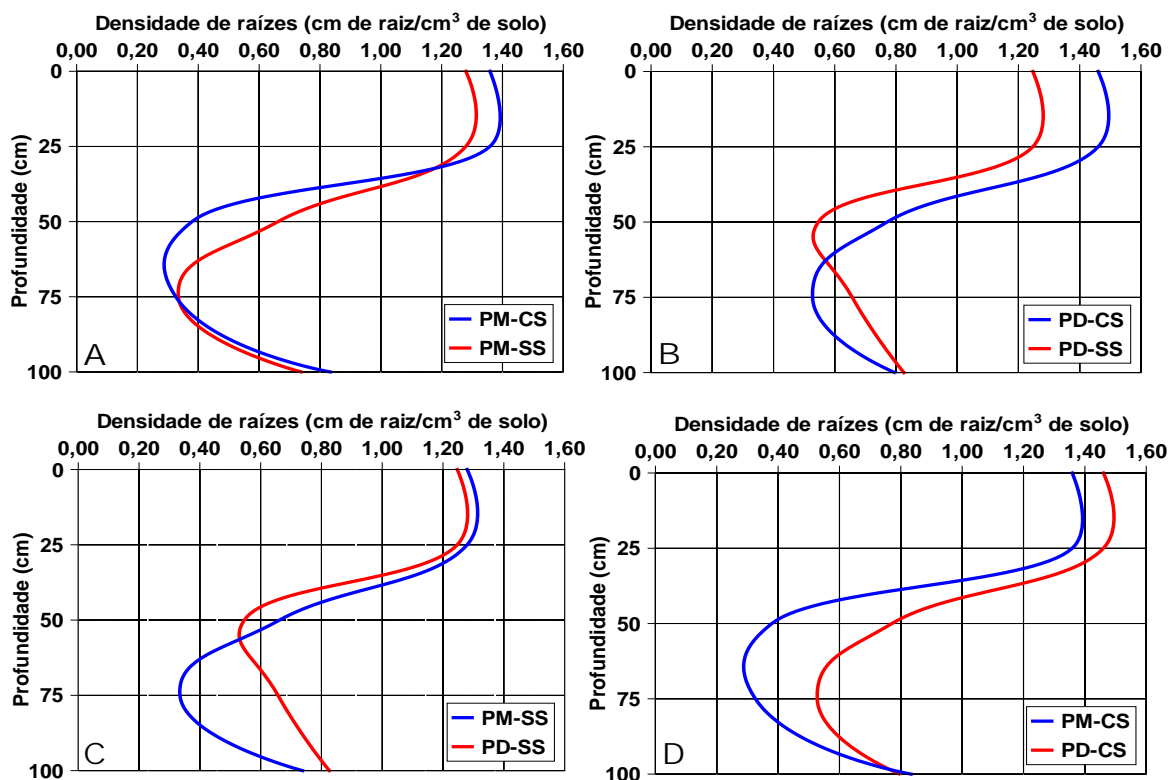 Densidade de raízes (cm de raiz/cm³ de solo)
0,00 0,20 0,40 0,60 0,80 1,00 1,20 1,40 1,60
Profundidade (cm)
0
25
50
75
100
PM-CS
PM-SS
A
Densidade de raízes (cm de raiz/cm³ de solo)
0,00 0,20 0,40 0,60 0,80 1,00 1,20 1,40 1,60
Profundidade (cm)
0
25
50
75
100
PD-CS
PD-SS
B
Densidade de raízes (cm de raiz/cm³ de solo)
0,00 0,20 0,40 0,60 0,80 1,00 1,20 1,40 1,60
Profundidade (cm)
0
25
50
75
100
PM-SS
PD-SS
C
Densidade de raízes (cm de raiz/cm³ de solo)
0,00 0,20 0,40 0,60 0,80 1,00 1,20 1,40 1,60
Profundidade (cm)
0
25
50
75
100
PM-CS
PD-CS
D